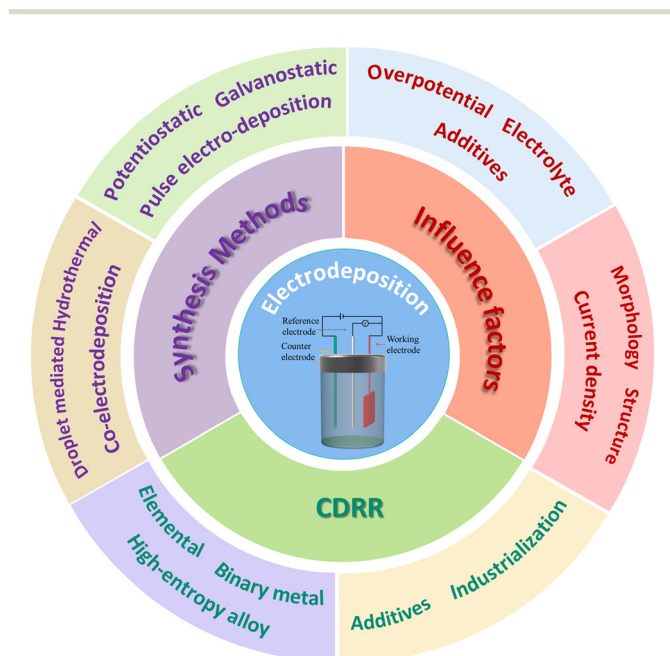 Potentiostatic Galvanostatic
Pulse electro-deposition
Overpotential Electrolyte
Additives
Morphology Structure
Current density
Additives Industrialization
Elemental Binary metal
High-entropy alloy
Droplet mediated Hydrothermal/
Co-electrodeposition
Synthesis Methods
Influence factors
CDRR
Electrodeposition
Reference
electrode
Counter
electrode
Working
electrode